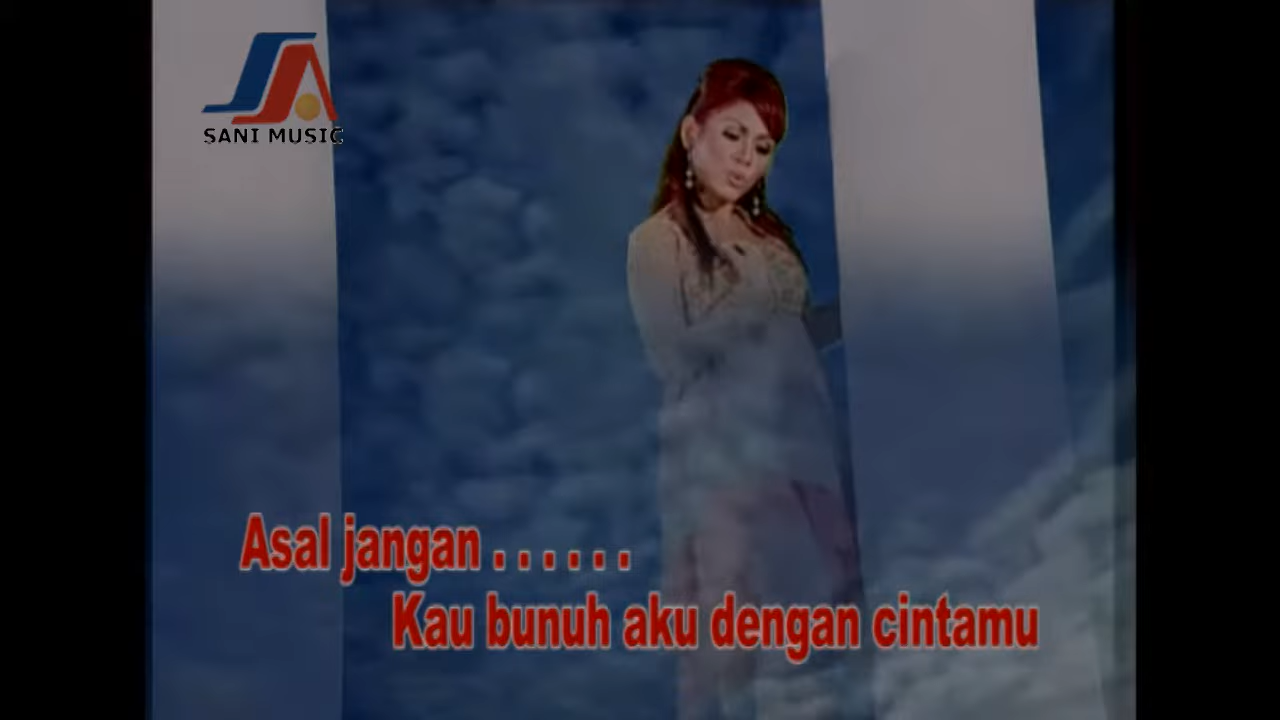 SANI MUSIC
Asal jangan . . . . . .
Kau bunuh aku dengan cintamu